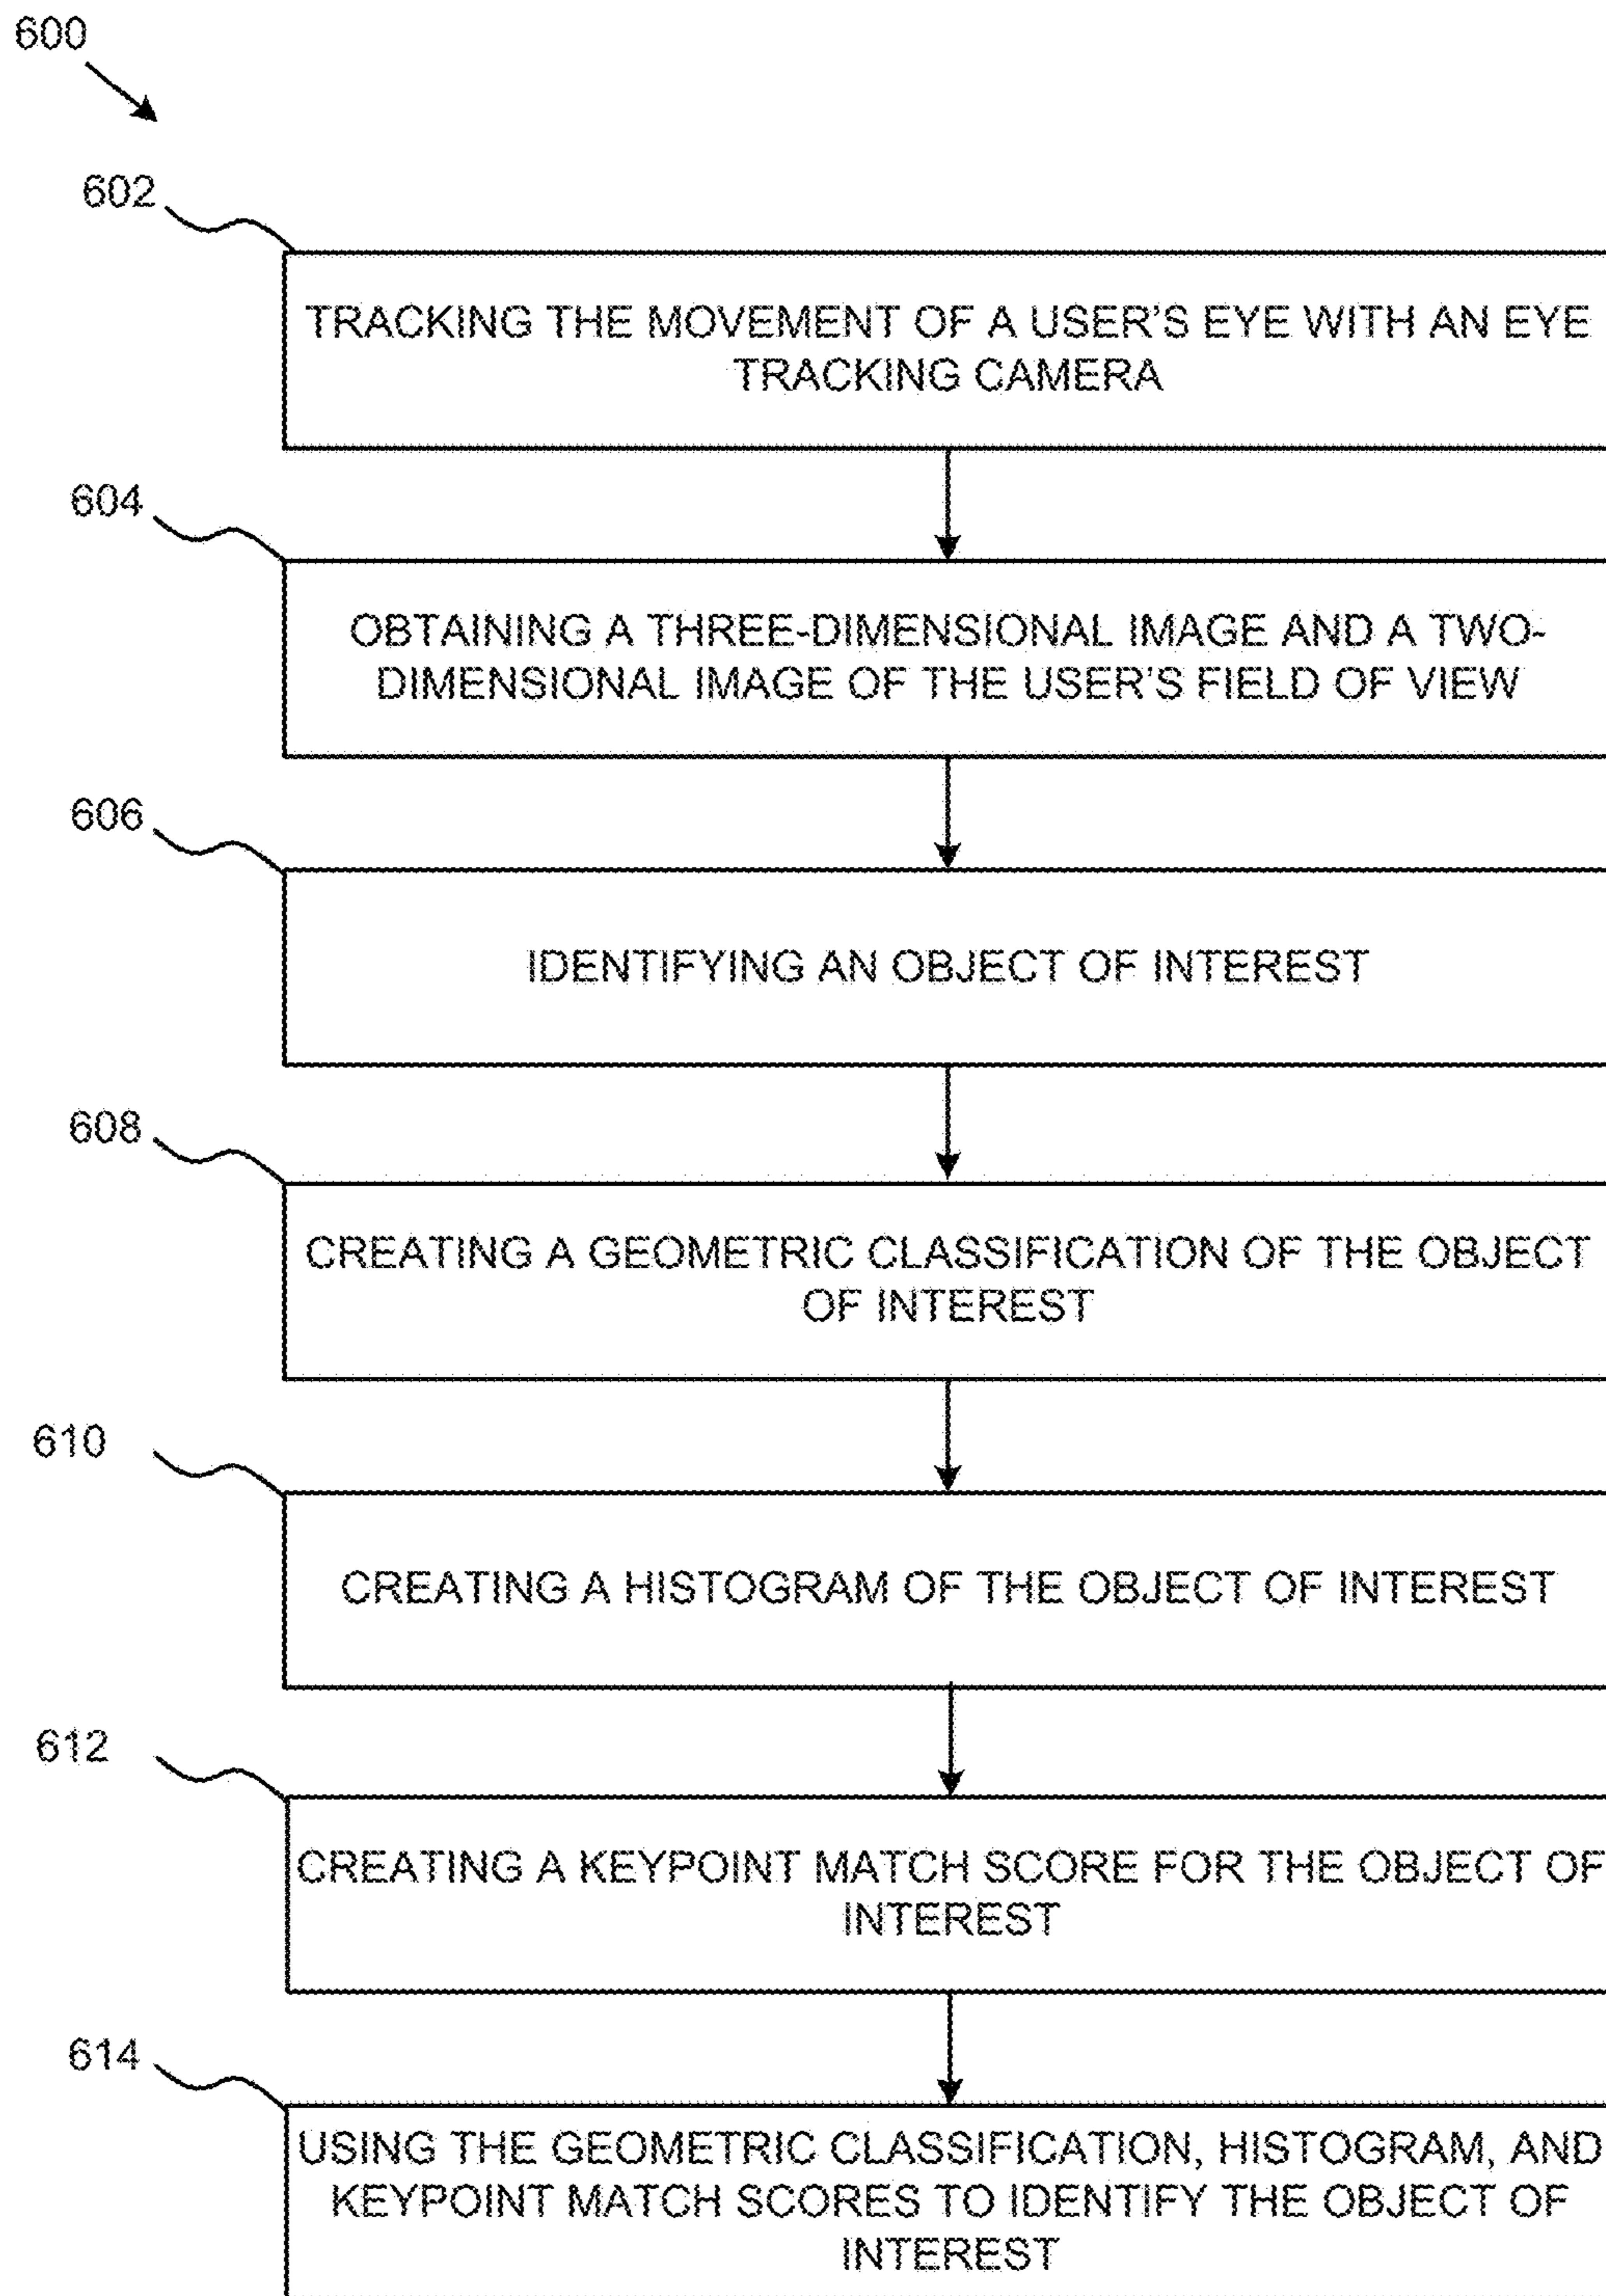 600
602
TRACKING THE MOVEMENT OF A USER'S EYE WITH AN EYE
TRACKING CAMERA
604
OBTAINING A THREE-DIMENSIONAL IMAGE AND A TWO-
DIMENSIONAL IMAGE OF THE USER'S FIELD OF VIEW
606
IDENTIFYING AN OBJECT OF INTEREST
608
CREATING A GEOMETRIC CLASSIFICATION OF THE OBJECT
OF INTEREST
610
CREATING A HISTOGRAM OF THE OBJECT OF INTEREST
612
CREATING A KEYPOINT MATCH SCORE FOR THE OBJECT OF
INTEREST
614
USING THE GEOMETRIC CLASSIFICATION, HISTOGRAM, AND
KEYPOINT MATCH SCORES TO IDENTIFY THE OBJECT OF
INTEREST